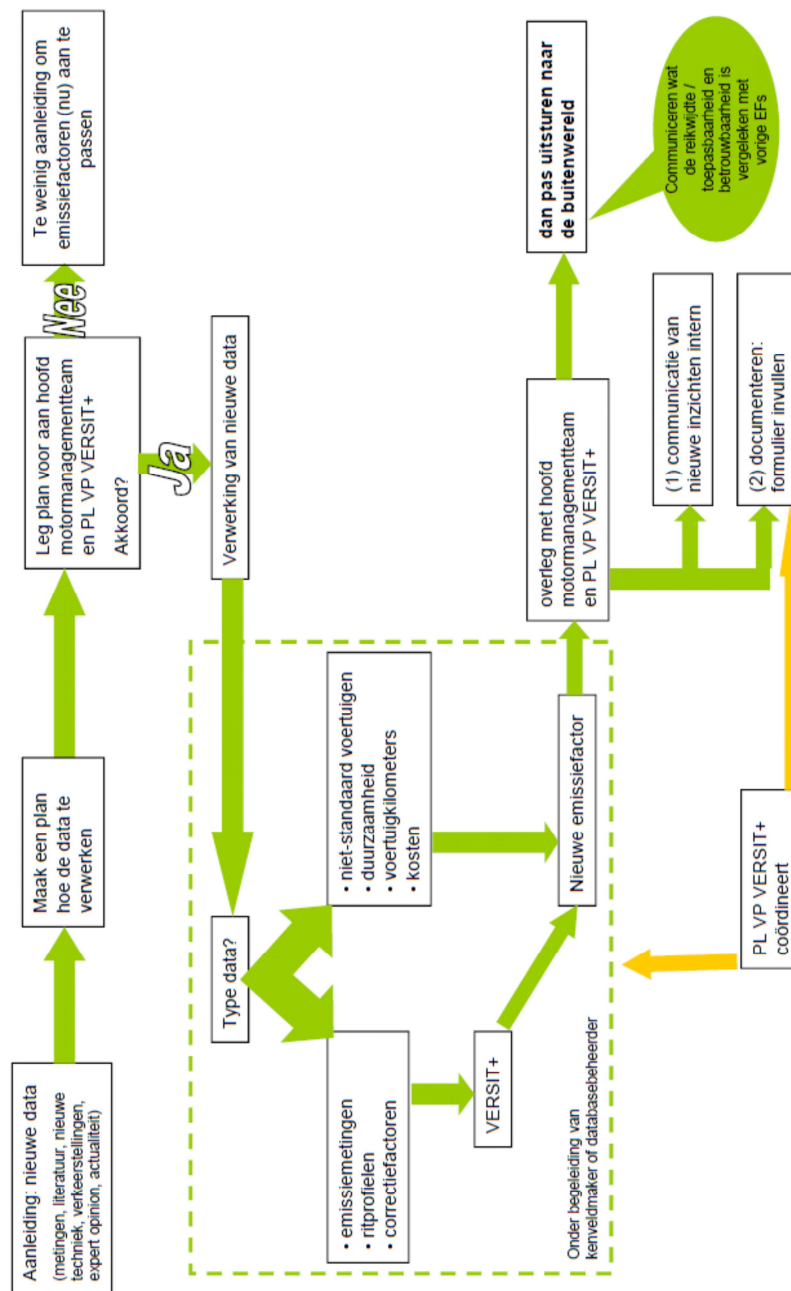 Aanleiding: nieuwe data
(metingen, literatuur, nieuwe
techniek, verkeerstellingen,
expert opinion, actualiteit)
Maak een plan
hoe de data te
verwerken
Leg plan voor aan hoofd
motormanagementteam
en PL VP VERSIT+
Akkoord?
Nee
Te weinig aanleiding om
emissiefactoren (nu) aan te
passen
Ja
Verwerking van nieuwe data
Type data?
• emissiemetingen
• ritprofielen
• correctiefactoren
• niet-standaard voertuigen
• duurzaamheid
• voertuigkilometers
• kosten
VERSIT+
Nieuwe emissiefactor
Onder begeleiding van
kenveldmaker of databasebeheerder
overleg met hoofd
motormanagementteam
en PL VP VERSIT+
dan pas uitsturen naar
de buitenwereld
Communiceren wat
de reikwijdte /
toepasbaarheid en
betrouwbaarheid is
vergeleken met
vorige EFs
(1) communicatie van
nieuwe inzichten intern
(2) documenteren:
formulier invullen
PL VP VERSIT+
coördineert